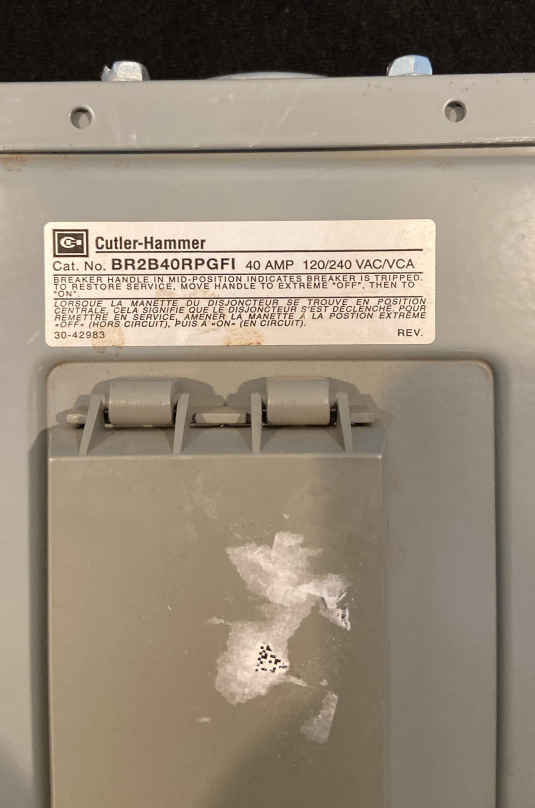 Cutler-Hammer
Cat. No. BR2B40RPGFI 40 AMP 120/240 VAC/VCA
BREAKER HANDLE IN MID-POSITION INDICATES BREAKER IS TRIPPED.
TO RESTORE SERVICE, MOVE HANDLE TO EXTREME "OFF", THEN TO
"ON".
LORSQUE LA MANETTE DU DISJONCTEUR SE TROUVE EN POSITION
CENTRALE, CELA SIGNIFIE QUE LE DISJONCTEUR S'EST DÉCLENCHÉ. POUR
REMETTRE EN SERVICE, AMENER LA MANETTE À LA POSTION EXTRÊME
«OFF» (HORS CIRCUIT), PUIS À «ON» (EN CIRCUIT).
30-42983 REV.